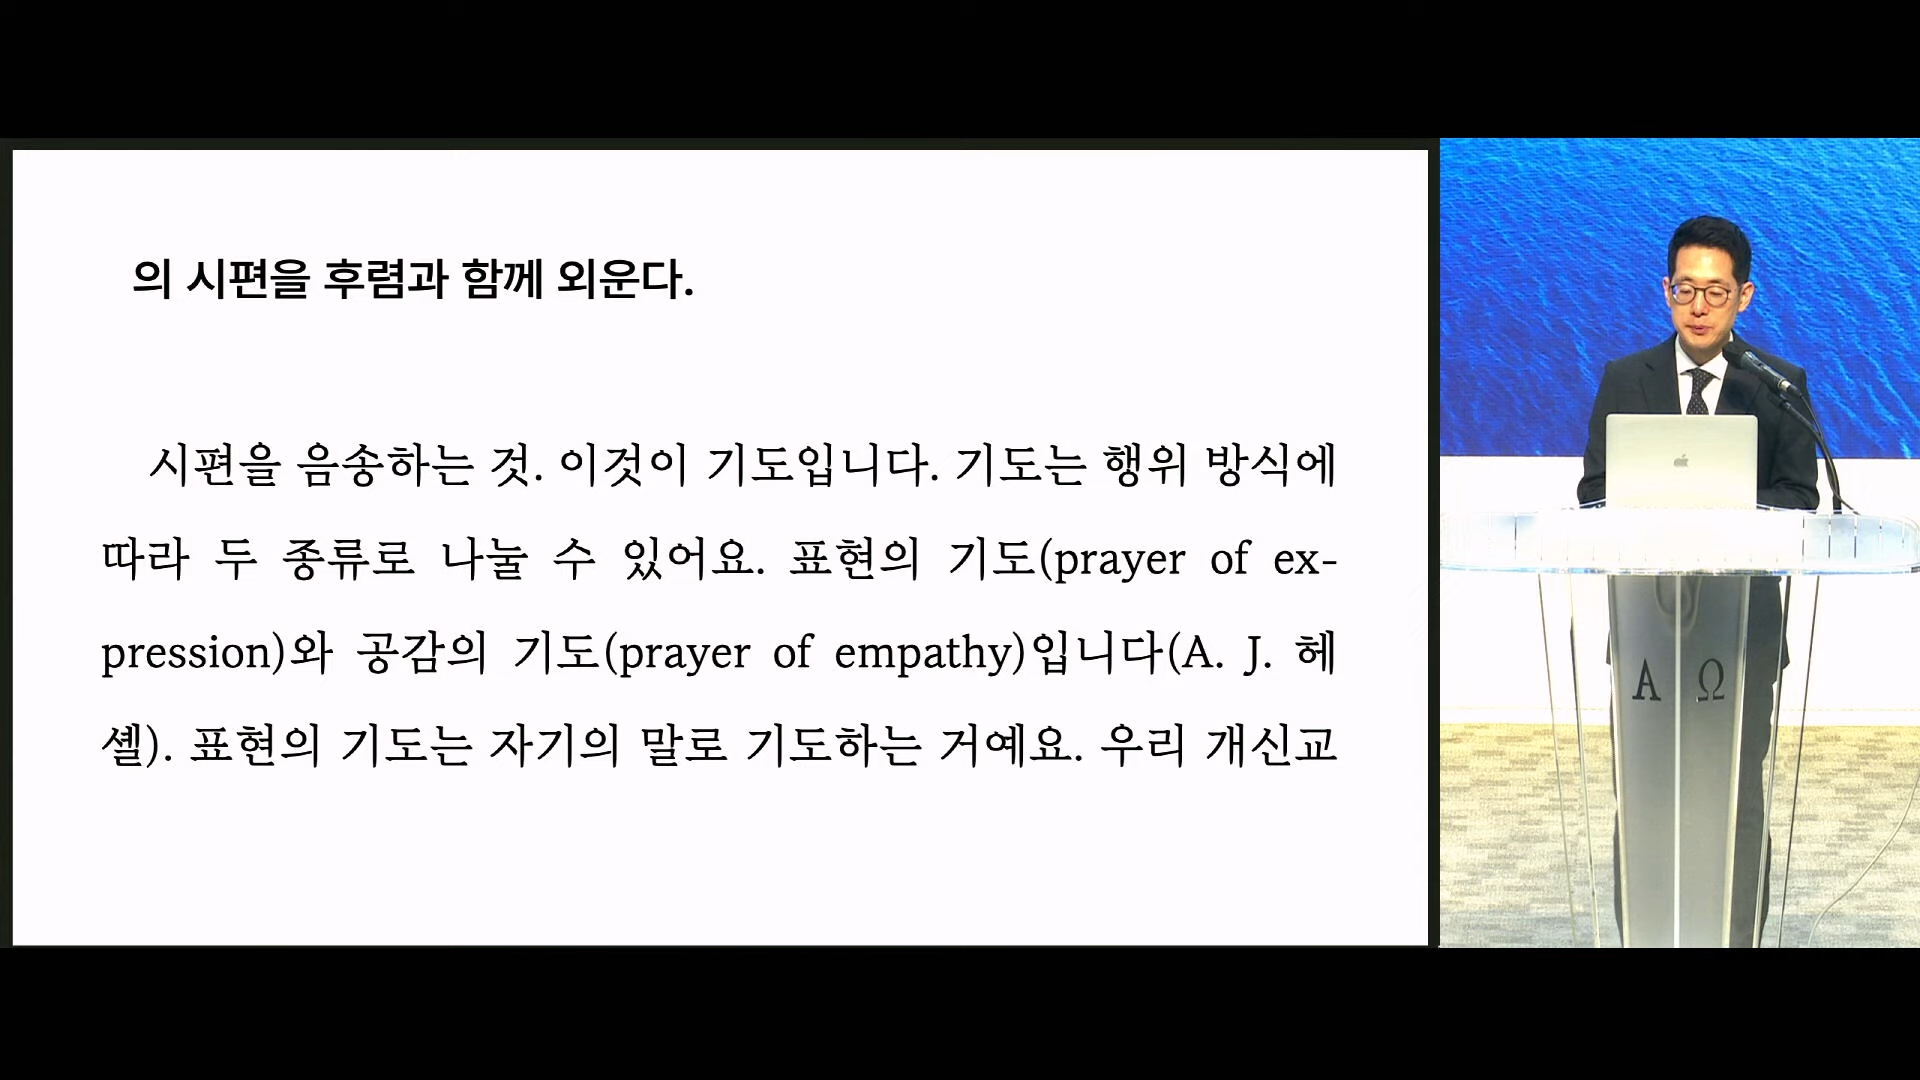 의 시편을 후렴과 함께 외운다.
시편을 음송하는 것. 이것이 기도입니다. 기도는 행위 방식에
따라 두 종류로 나눌 수 있어요. 표현의 기도(prayer of ex-
pression)와 공감의 기도(prayer of empathy)입니다(A. J. 헤
셸). 표현의 기도는 자기의 말로 기도하는 거예요. 우리 개신교
Α Ω